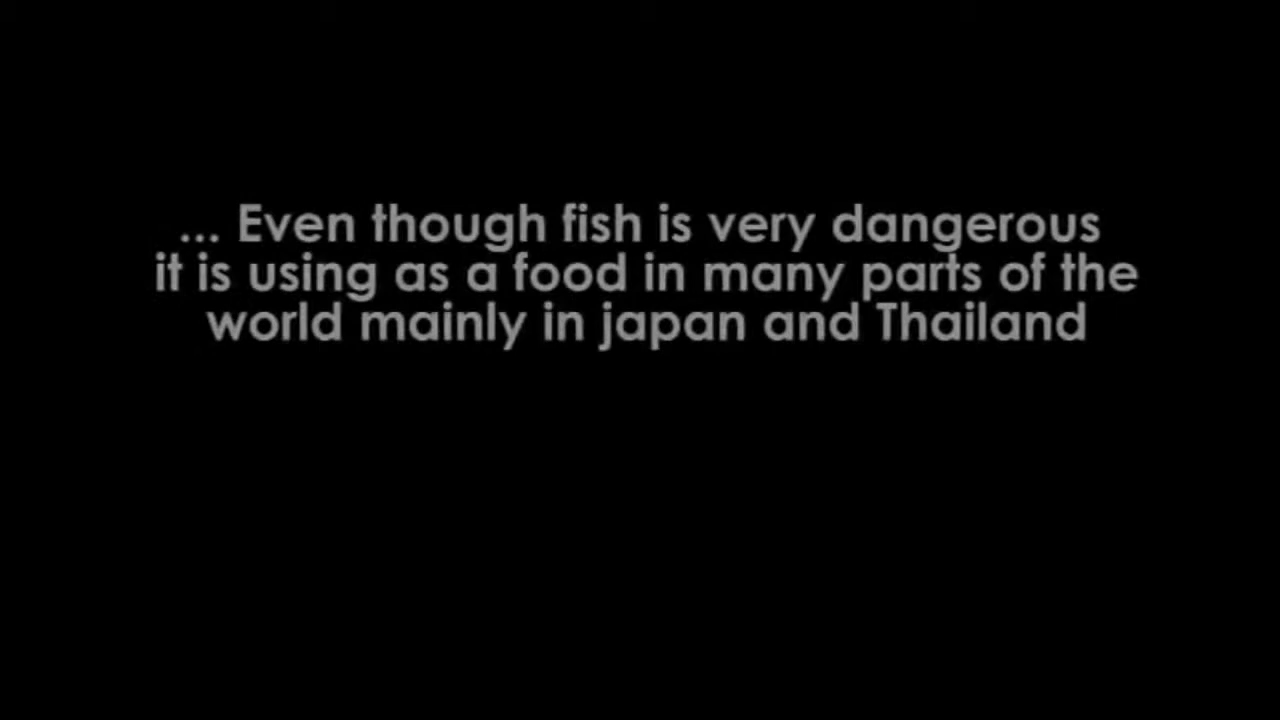 ... Even though fish is very dangerous
it is using as a food in many parts of the
world mainly in japan and Thailand